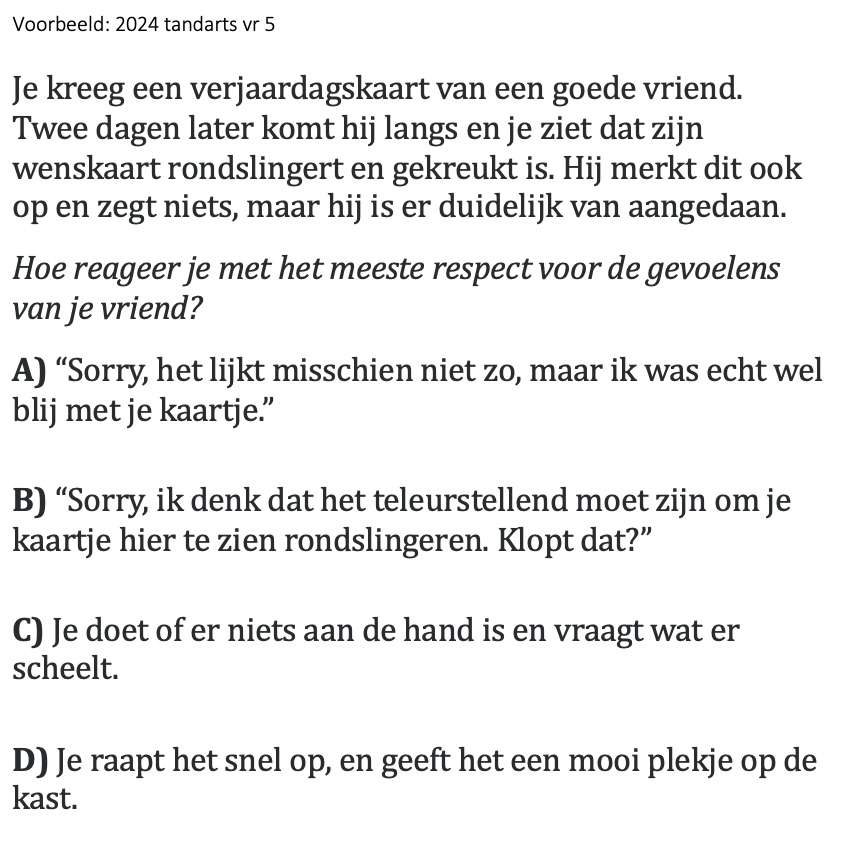 Voorbeeld: 2024 tandarts vr 5
Je kreeg een verjaardagskaart van een goede vriend.
Twee dagen later komt hij langs en je ziet dat zijn
wenskaart rondslingert en gekreukt is. Hij merkt dit ook
op en zegt niets, maar hij is er duidelijk van aangedaan.
Hoe reageer je met het meeste respect voor de gevoelens
van je vriend?
A) “Sorry, het lijkt misschien niet zo, maar ik was echt wel
blij met je kaartje.”
B) “Sorry, ik denk dat het teleurstellend moet zijn om je
kaartje hier te zien rondslingeren. Klopt dat?”
C) Je doet of er niets aan de hand is en vraagt wat er
scheelt.
D) Je raapt het snel op, en geeft het een mooi plekje op de
kast.